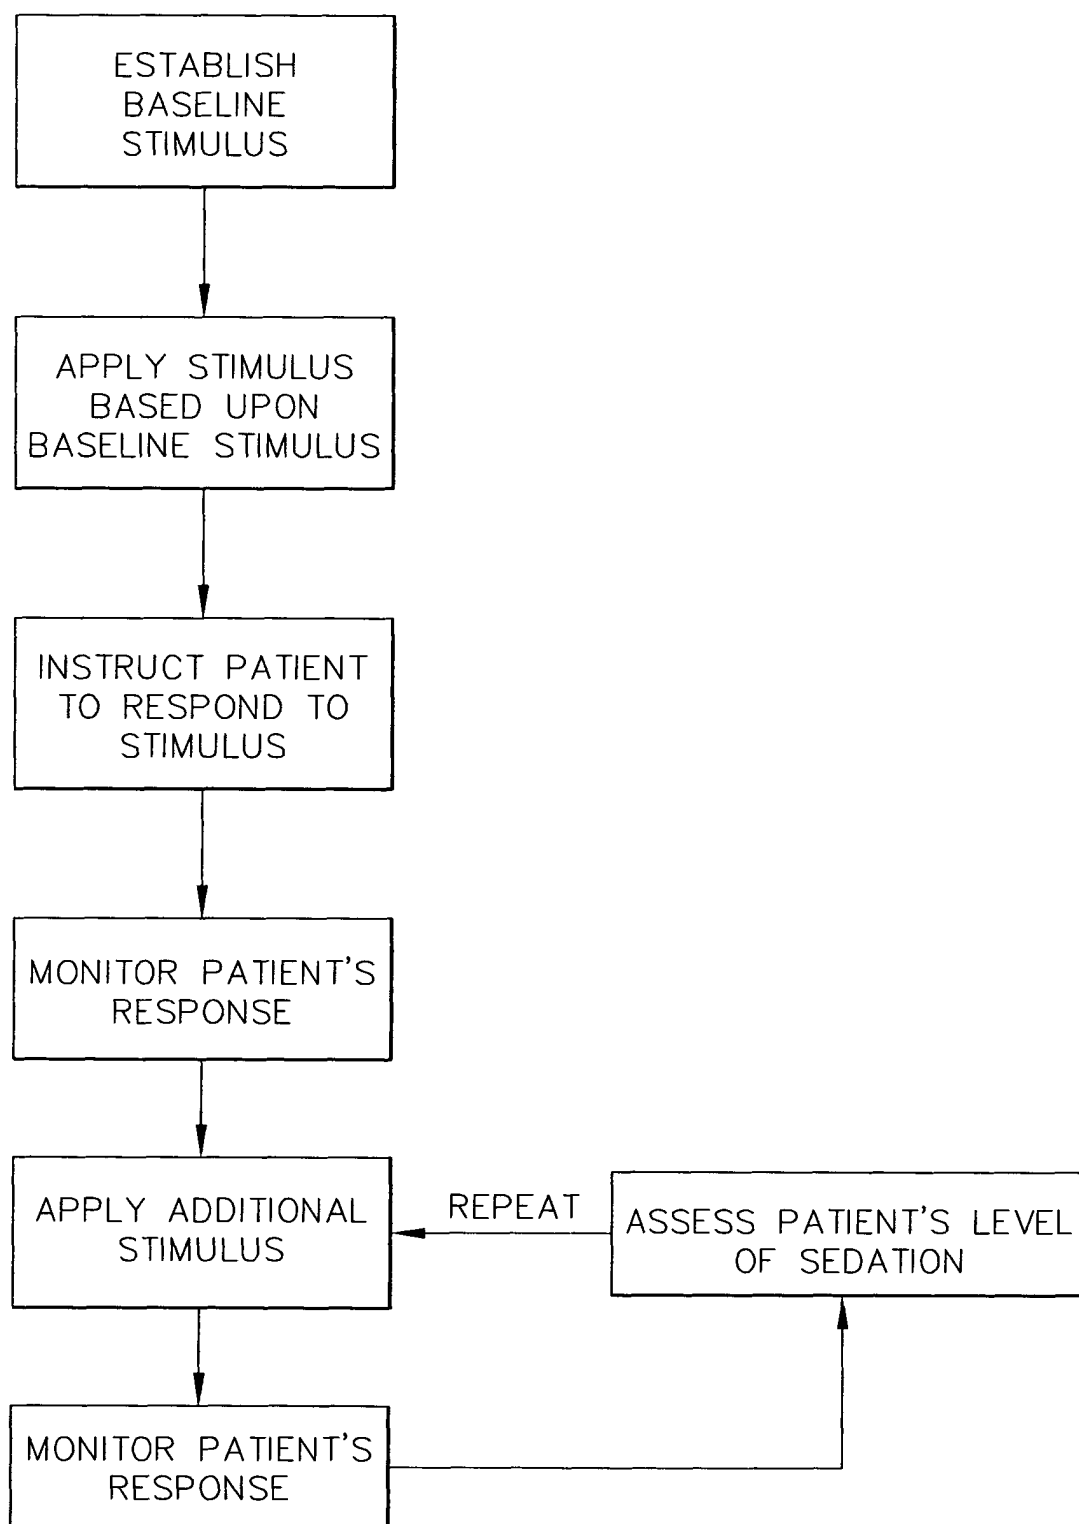 ESTABLISH
BASELINE
STIMULUS
APPLY STIMULUS
BASED UPON
BASELINE STIMULUS
INSTRUCT PATIENT
TO RESPOND TO
STIMULUS
MONITOR PATIENT'S
RESPONSE
APPLY ADDITIONAL
STIMULUS
REPEAT
ASSESS PATIENT'S LEVEL
OF SEDATION
MONITOR PATIENT'S
RESPONSE